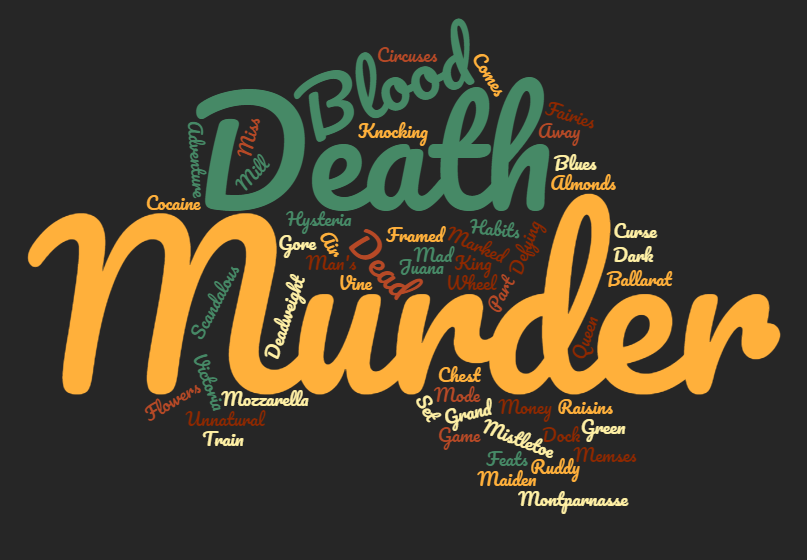 Circuses
Blood
Comes
Death
Miss
Mill
Adventure
Knocking
Fairies
Away
Blues
Almonds
Cocaine
Murder
Hysteria
Gore
Air
Man's
Vine
Dead
Framed
Mad
Juana
Habits
Marked
King
Wheel
Defying
Part
Curse
Dark
Ballarat
Scandalous
Deadweight
Queen
Victoria
Flowers
Mozzarella
Unnatural
Train
Chest
Mode
Set
Grand
Game
Money
Raisins
Mistletoe
Dock
Green
Memses
Feats
Ruddy
Maiden
Montparnasse